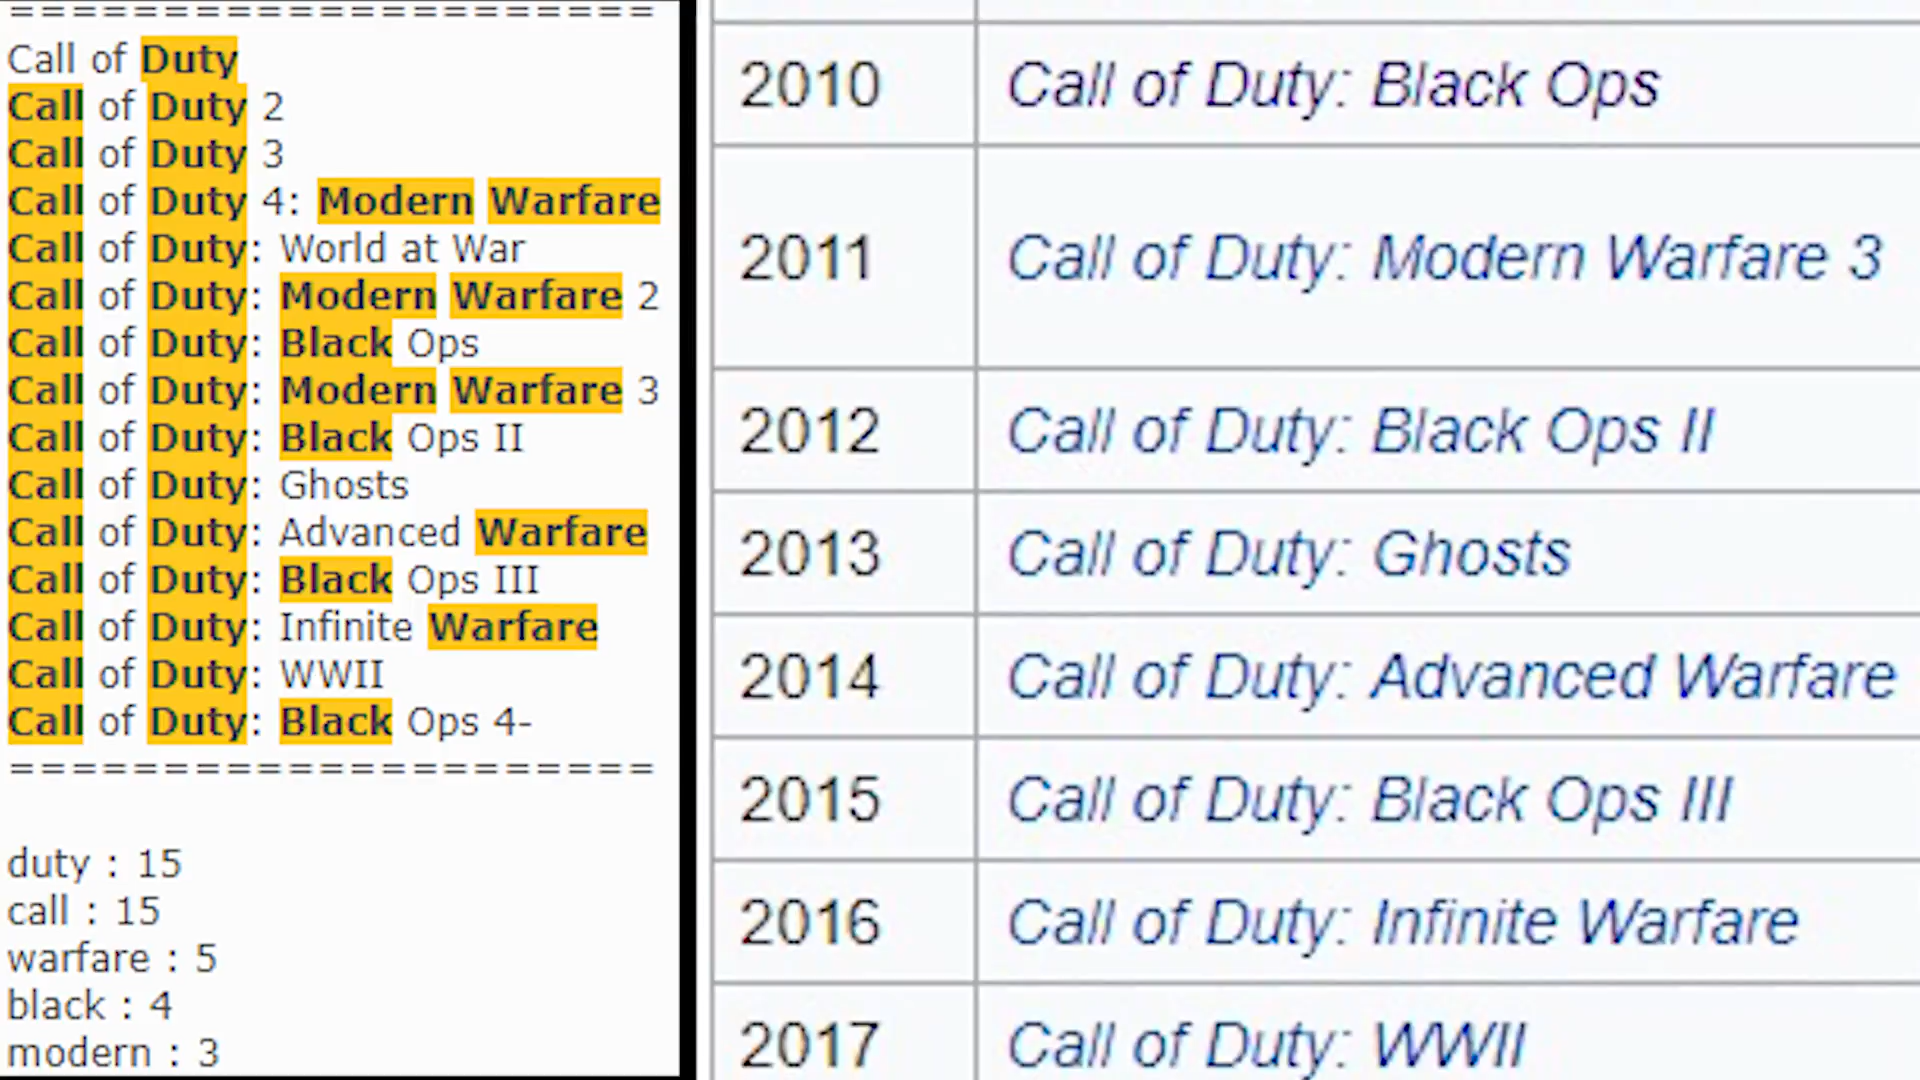 =====================
Call of Duty
Call of Duty 2
Call of Duty 3
Call of Duty 4: Modern Warfare
Call of Duty: World at War
Call of Duty: Modern Warfare 2
Call of Duty: Black Ops
Call of Duty: Modern Warfare 3
Call of Duty: Black Ops II
Call of Duty: Ghosts
Call of Duty: Advanced Warfare
Call of Duty: Black Ops III
Call of Duty: Infinite Warfare
Call of Duty: WWII
Call of Duty: Black Ops 4-
=====================
duty : 15
call : 15
warfare : 5
black : 4
modern : 3
2010 Call of Duty: Black Ops
2011 Call of Duty: Modern Warfare 3
2012 Call of Duty: Black Ops II
2013 Call of Duty: Ghosts
2014 Call of Duty: Advanced Warfare
2015 Call of Duty: Black Ops III
2016 Call of Duty: Infinite Warfare
2017 Call of Duty: WWII